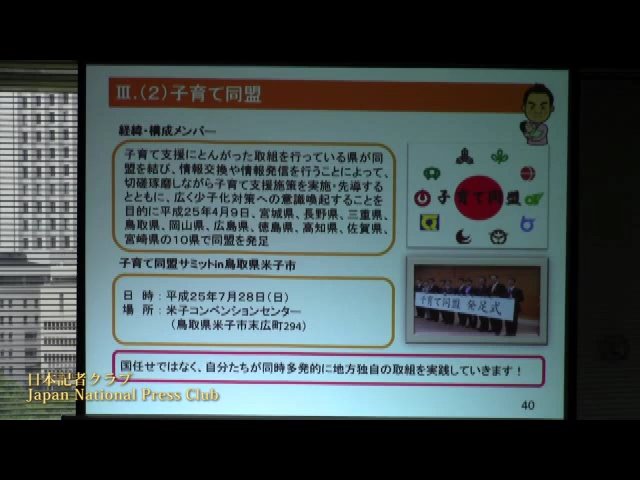 Ⅲ.(2)子育て同盟
経緯・構成メンバー
子育て支援にとんがった取組を行っている県が同
盟を結び、情報交換や情報発信を行うことによって、
切磋琢磨しながら子育て支援施策を実施・先導する
とともに、広く少子化対策への意識喚起することを
目的に平成25年4月9日、宮城県、長野県、三重県、
鳥取県、岡山県、広島県、徳島県、高知県、佐賀県、
宮崎県の10県で同盟を発足
子育て同盟
子育て同盟サミットin鳥取県米子市
日 時:平成25年7月28日(日)
場 所:米子コンベンションセンター
(鳥取県米子市末広町294)
子育て同盟 発足式
国任せではなく、自分たちが同時多発的に地方独自の取組を実践していきます!
40
日本記者クラブ
Japan National Press Club